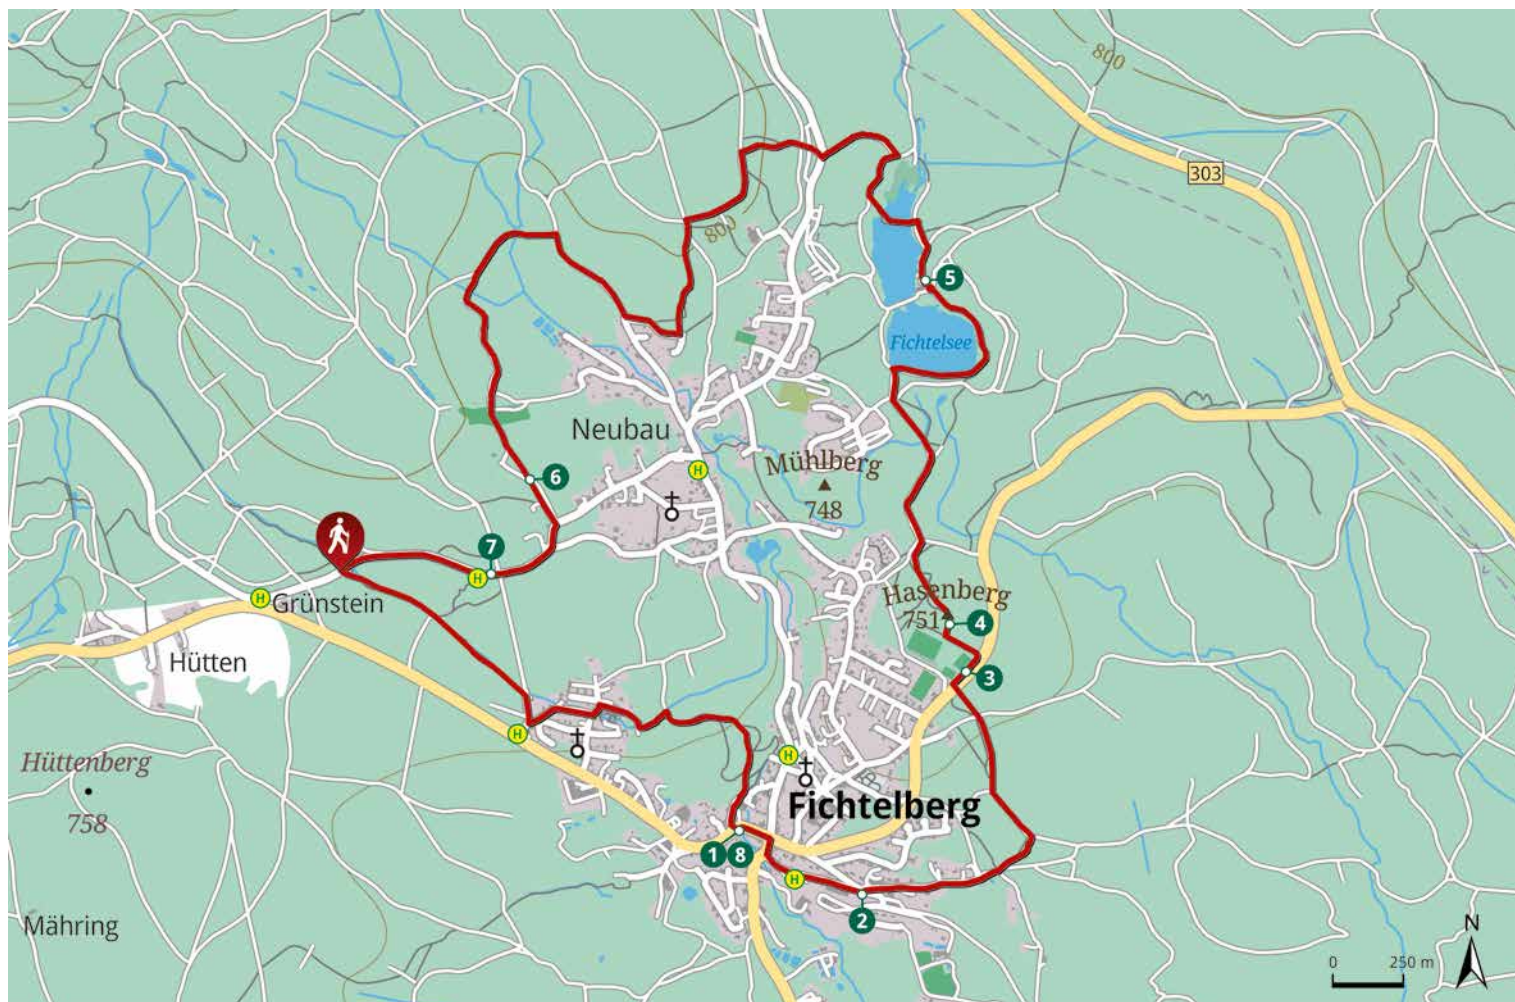 800
303
800
5
Fichtelsee
Neubau
H
Mühlberg
748
6
7
H
H
Grünstein
Hasenberg
751
4
3
Hütten
H
H
Hüttenberg
758
Fichtelberg
1
8
H
2
Mähring
N
0
250 m